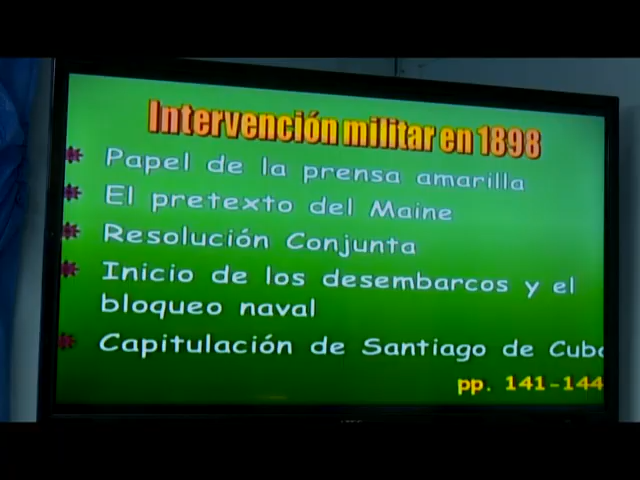 Intervención militar en 1898
Papel de la prensa amarilla
El pretexto del Maine
Resolución Conjunta
Inicio de los desembarcos y el
bloqueo naval
Capitulación de Santiago de Cuba
pp. 141-144